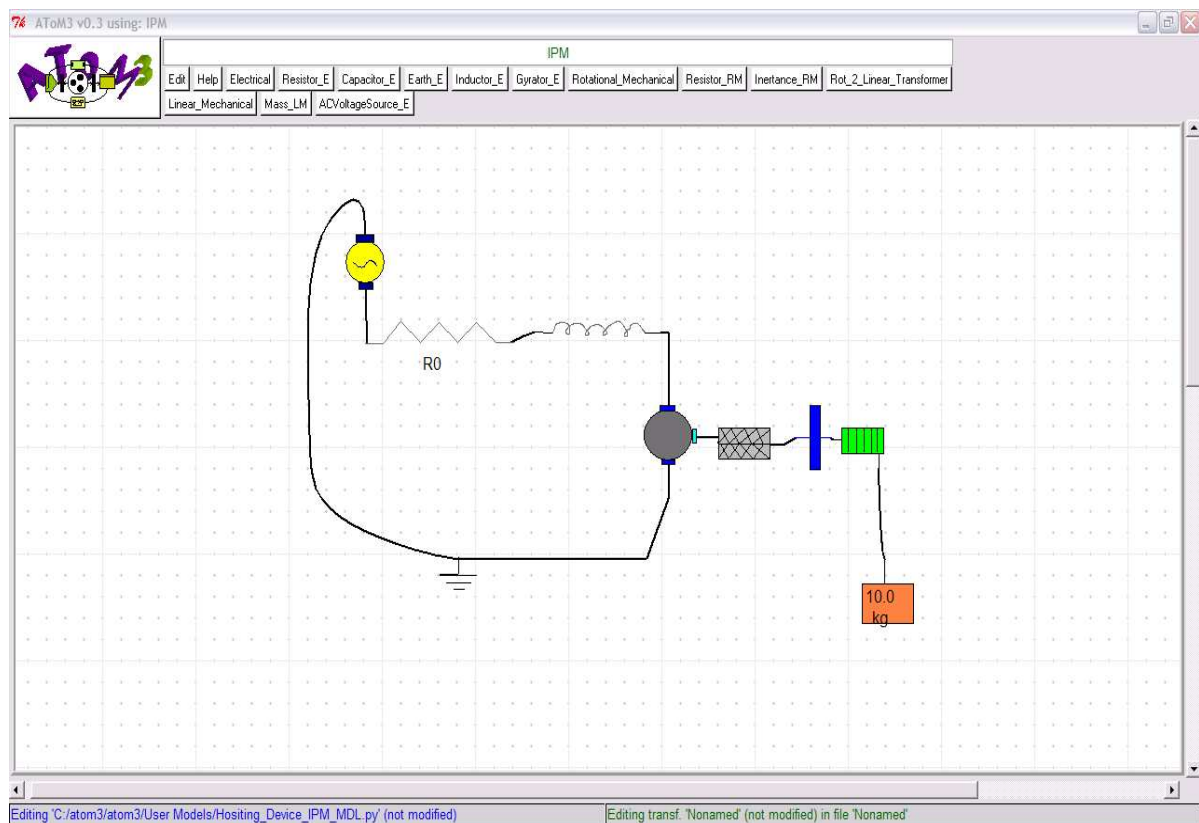 AToM3 v0.3 using: IPM
ATOM3
IPM
Edit Help Electrical Resistor_E Capacitor_E Earth_E Inductor_E Gyrator_E Rotational_Mechanical Resistor_RM Inertance_RM Rot_2_Linear_Transformer
Linear_Mechanical Mass_LM ACVoltageSource_E
R0
10.0
kg
Editing 'C:/atom3/atom3/User Models/Hositing_Device_IPM_MDL.py' (not modified) Editing transf. 'Nonamed' (not modified) in file 'Nonamed'